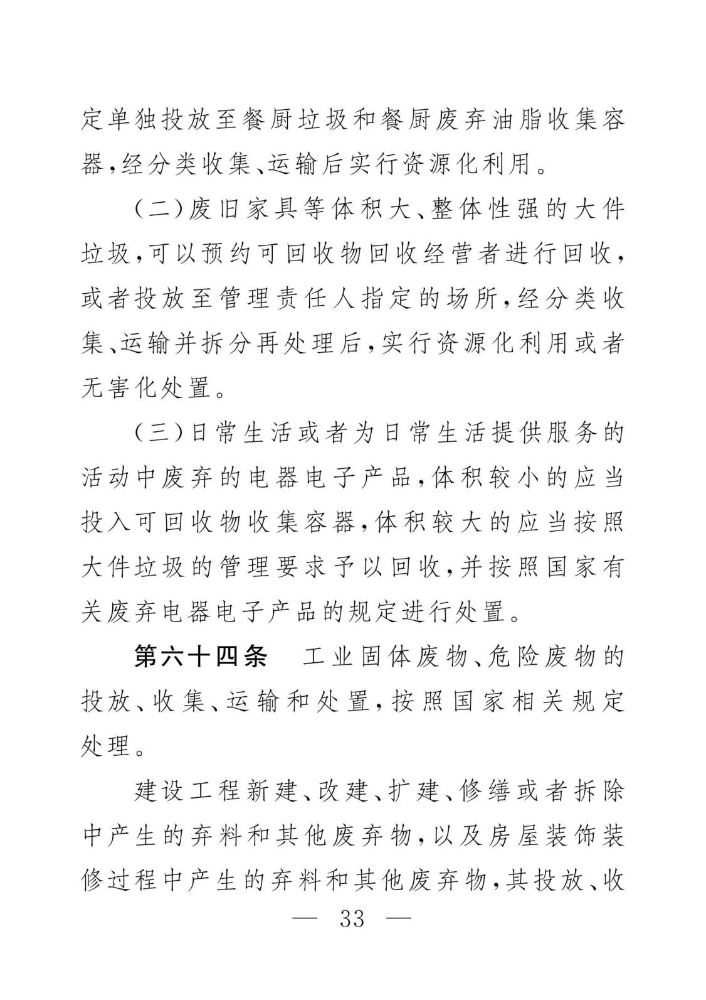 定单独投放至餐厨垃圾和餐厨废弃油脂收集容
器,经分类收集、运输后实行资源化利用。
(二)废旧家具等体积大、整体性强的大件
垃圾,可以预约可回收物回收经营者进行回收,
或者投放至管理责任人指定的场所,经分类收
集、运输并拆分再处理后,实行资源化利用或者
无害化处置。
(三)日常生活或者为日常生活提供服务的
活动中废弃的电器电子产品,体积较小的应当
投入可回收物收集容器,体积较大的应当按照
大件垃圾的管理要求予以回收,并按照国家有
关废弃电器电子产品的规定进行处置。
第六十四条 工业固体废物、危险废物的
投放、收集、运输和处置,按照国家相关规定
处理。
建设工程新建、改建、扩建、修缮或者拆除
中产生的弃料和其他废弃物,以及房屋装饰装
修过程中产生的弃料和其他废弃物,其投放、收
— 33 —